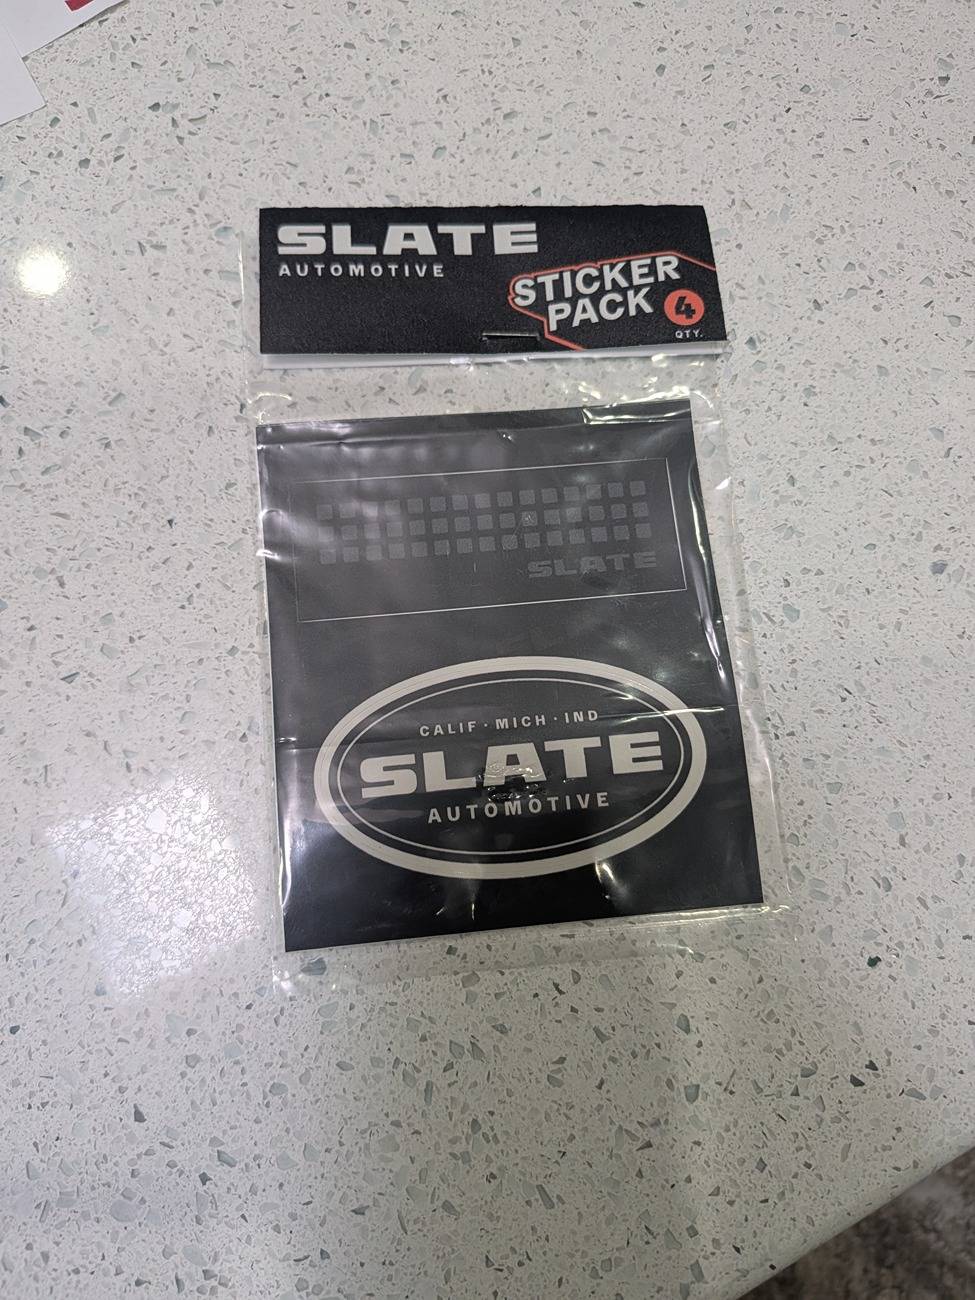 SLATE
AUTOMOTIVE
STICKER
PACK
4
QTY.
SLATE
CALIF · MICH · IND
SLATE
AUTOMOTIVE